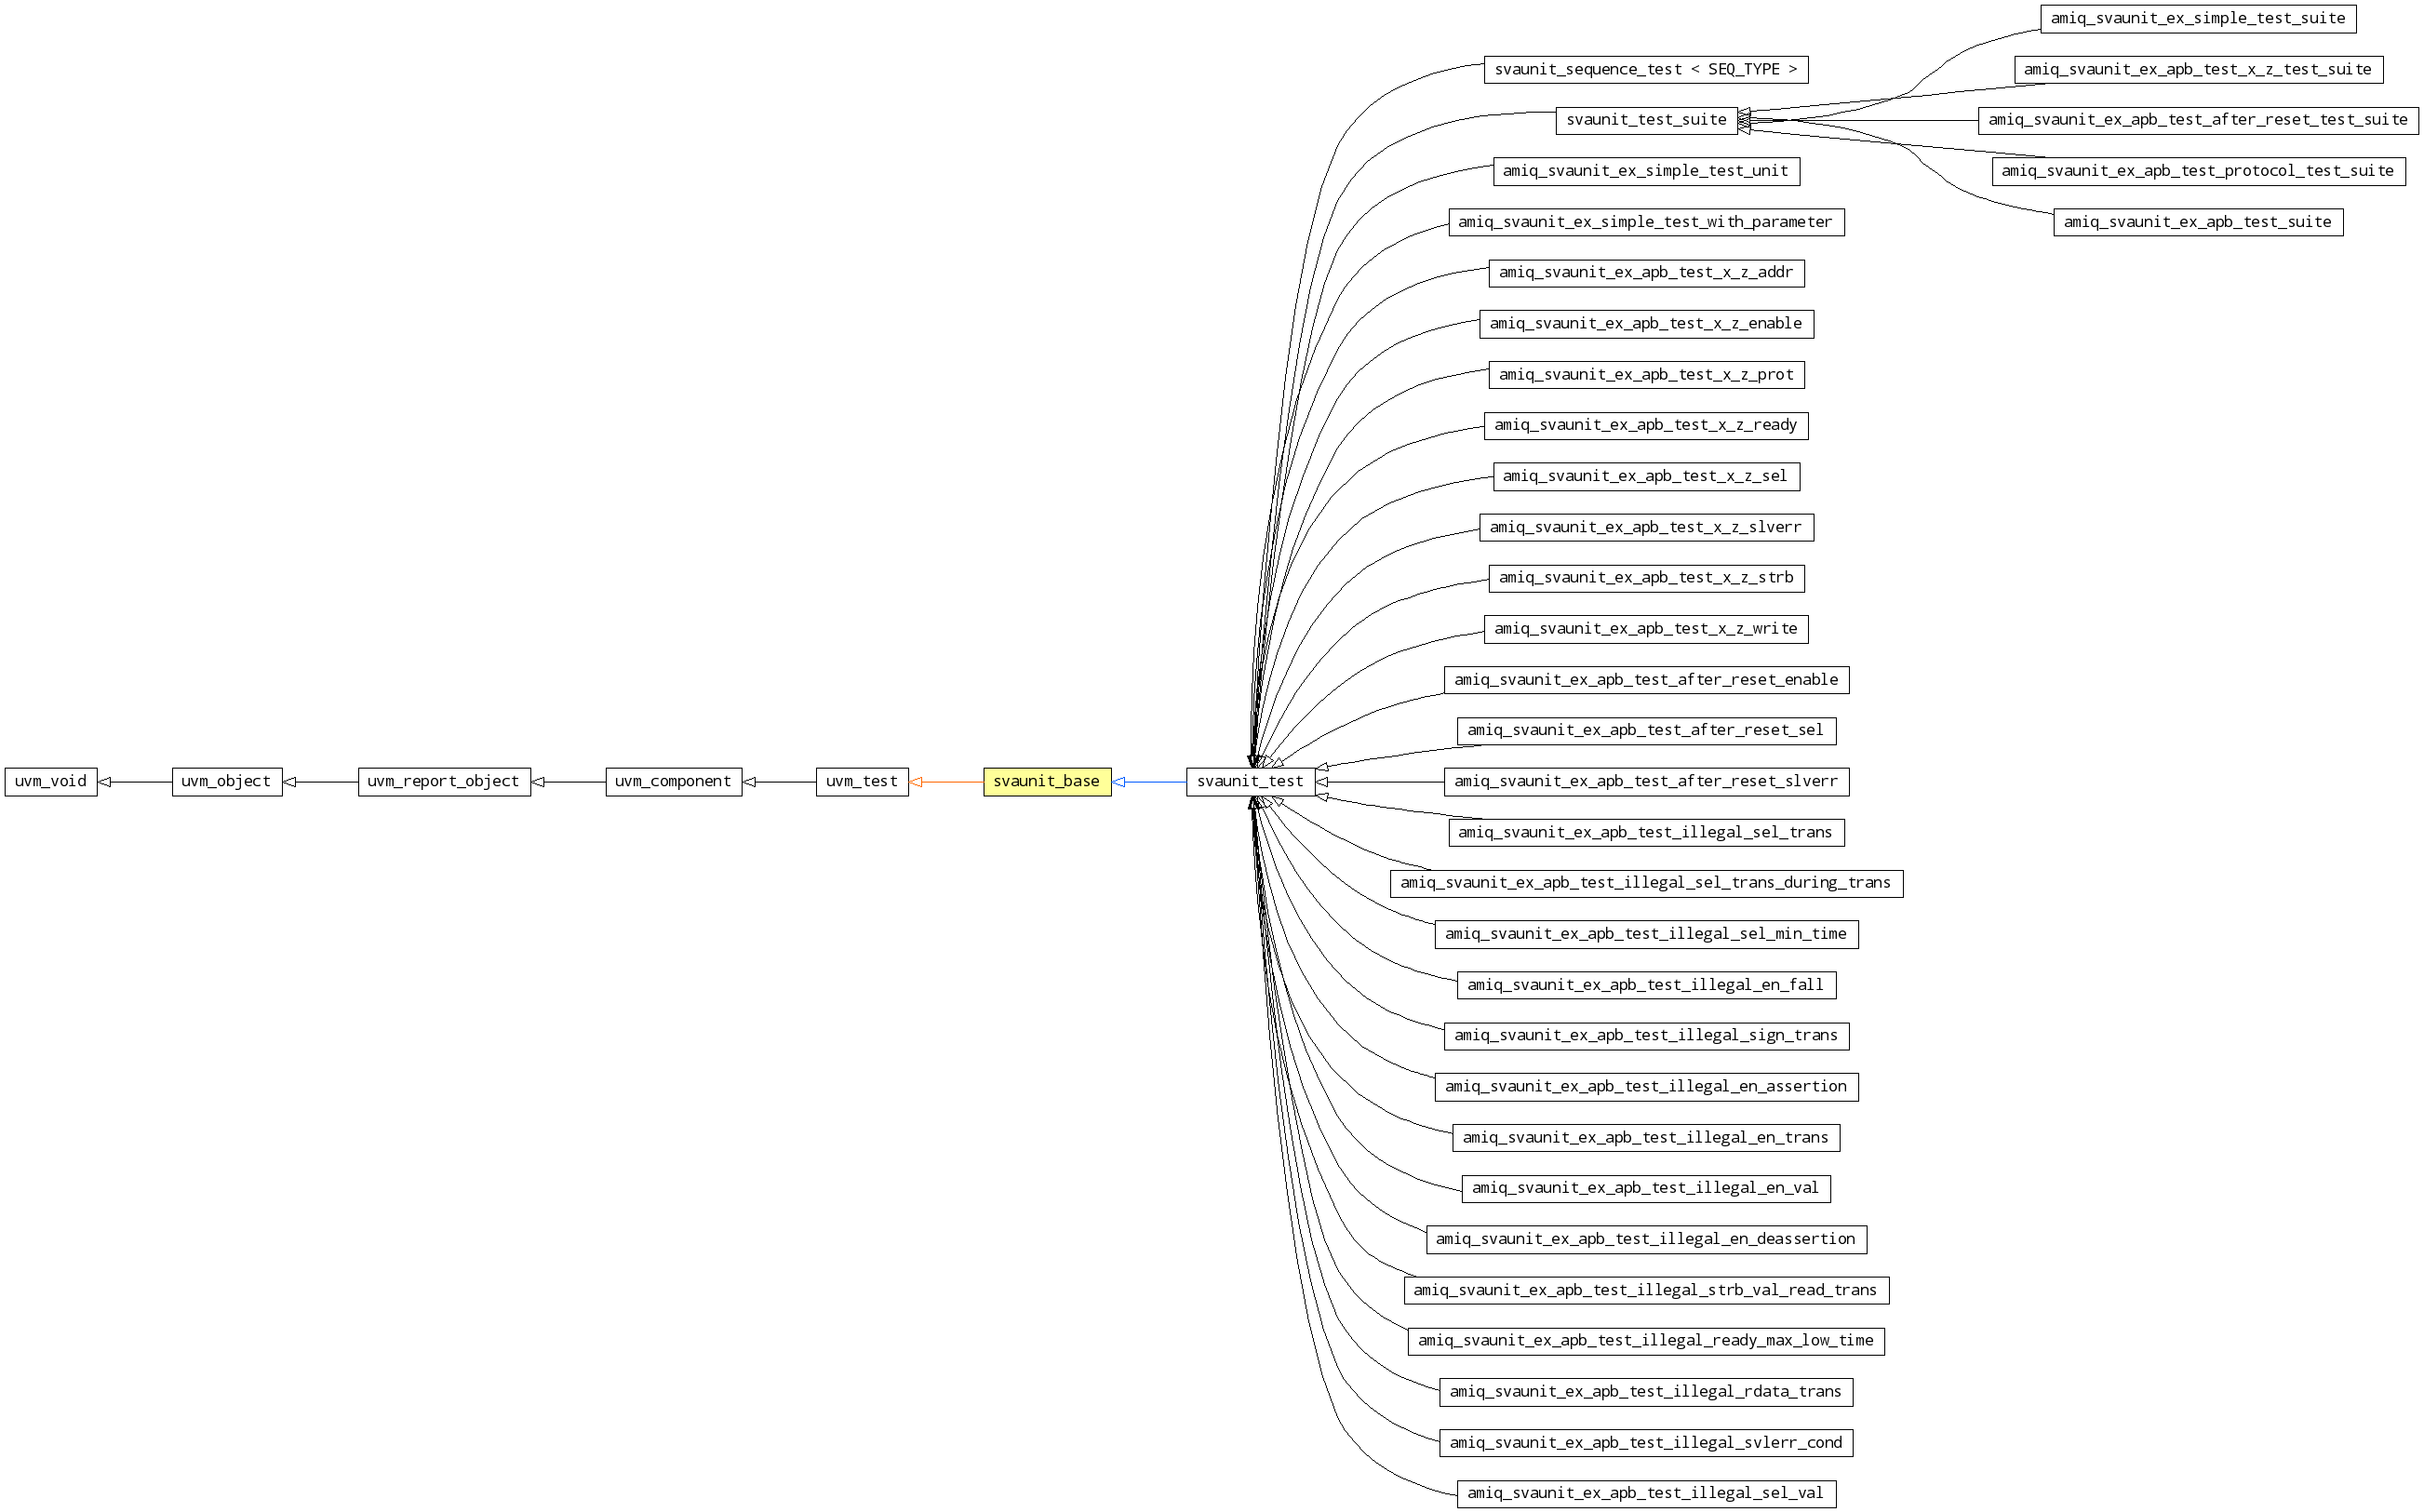 amiq_svaunit_ex_simple_test_suite
svaunit_sequence_test < SEQ_TYPE >
amiq_svaunit_ex_apb_test_x_z_test_suite
svaunit_test_suite
amiq_svaunit_ex_apb_test_after_reset_test_suite
amiq_svaunit_ex_simple_test_unit
amiq_svaunit_ex_apb_test_protocol_test_suite
amiq_svaunit_ex_simple_test_with_parameter
amiq_svaunit_ex_apb_test_suite
amiq_svaunit_ex_apb_test_x_z_addr
amiq_svaunit_ex_apb_test_x_z_enable
amiq_svaunit_ex_apb_test_x_z_prot
amiq_svaunit_ex_apb_test_x_z_ready
amiq_svaunit_ex_apb_test_x_z_sel
amiq_svaunit_ex_apb_test_x_z_slverr
amiq_svaunit_ex_apb_test_x_z_strb
amiq_svaunit_ex_apb_test_x_z_write
amiq_svaunit_ex_apb_test_after_reset_enable
amiq_svaunit_ex_apb_test_after_reset_sel
uvm_void
uvm_object
uvm_report_object
uvm_component
uvm_test
svaunit_base
svaunit_test
amiq_svaunit_ex_apb_test_after_reset_slverr
amiq_svaunit_ex_apb_test_illegal_sel_trans
amiq_svaunit_ex_apb_test_illegal_sel_trans_during_trans
amiq_svaunit_ex_apb_test_illegal_sel_min_time
amiq_svaunit_ex_apb_test_illegal_en_fall
amiq_svaunit_ex_apb_test_illegal_sign_trans
amiq_svaunit_ex_apb_test_illegal_en_assertion
amiq_svaunit_ex_apb_test_illegal_en_trans
amiq_svaunit_ex_apb_test_illegal_en_val
amiq_svaunit_ex_apb_test_illegal_en_deassertion
amiq_svaunit_ex_apb_test_illegal_strb_val_read_trans
amiq_svaunit_ex_apb_test_illegal_ready_max_low_time
amiq_svaunit_ex_apb_test_illegal_rdata_trans
amiq_svaunit_ex_apb_test_illegal_svlerr_cond
amiq_svaunit_ex_apb_test_illegal_sel_val